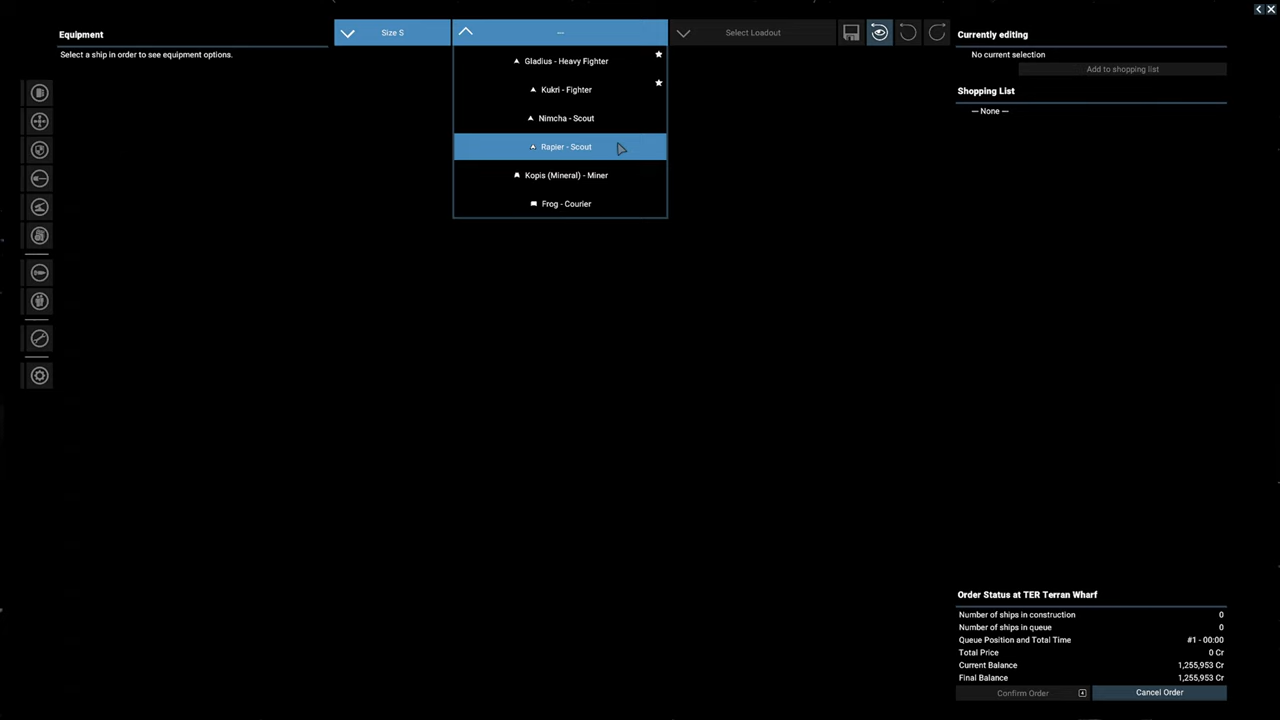 Equipment
Select a ship in order to see equipment options.
Size S
---
Select Loadout
Gladius - Heavy Fighter
Kukri - Fighter
Nimcha - Scout
Rapier - Scout
Kopis (Mineral) - Miner
Frog - Courier
Currently editing
No current selection
Add to shopping list
Shopping List
--- None ---
Order Status at TER Terran Wharf
Number of ships in construction 0
Number of ships in queue 0
Queue Position and Total Time #1 - 00:00
Total Price 0 Cr
Current Balance 1,255,953 Cr
Final Balance 1,255,953 Cr
Confirm Order
Cancel Order